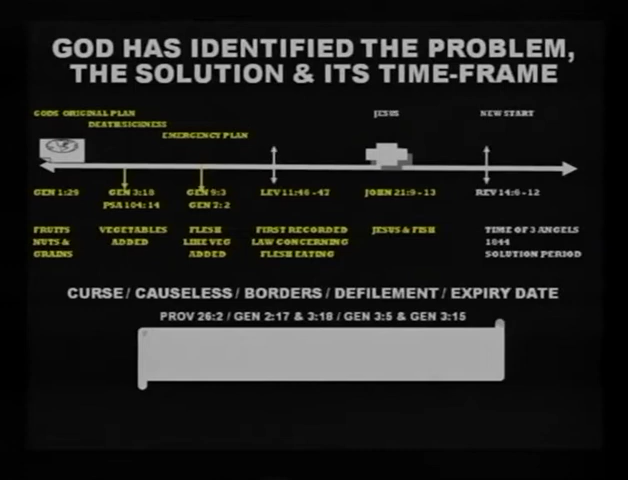 GOD HAS IDENTIFIED THE PROBLEM,
THE SOLUTION & ITS TIME-FRAME
GODS ORIGINAL PLAN
DEATH/SICKNESS
EMERGENCY PLAN
JESUS
NEW START
GEN 1:29
GEN 3:18
PSA 104: 14
GEN 9:3
GEN 7: 2
LEV 11:46 -47
JOHN 21:9 - 13
REV 14:6 - 12
FRUITS
NUTS &
GRAINS
VEGETABLES
ADDED
FLESH
LIKE VEG
ADDED
FIRST RECORDED
LAW CONCERNING
FLESH EATING
JESUS & FISH
TIME OF 3 ANGELS
1844
SOLUTION PERIOD
CURSE / CAUSELESS / BORDERS / DEFILEMENT / EXPIRY DATE
PROV 26:2 / GEN 2:17 & 3:18 / GEN 3:5 & GEN 3:15